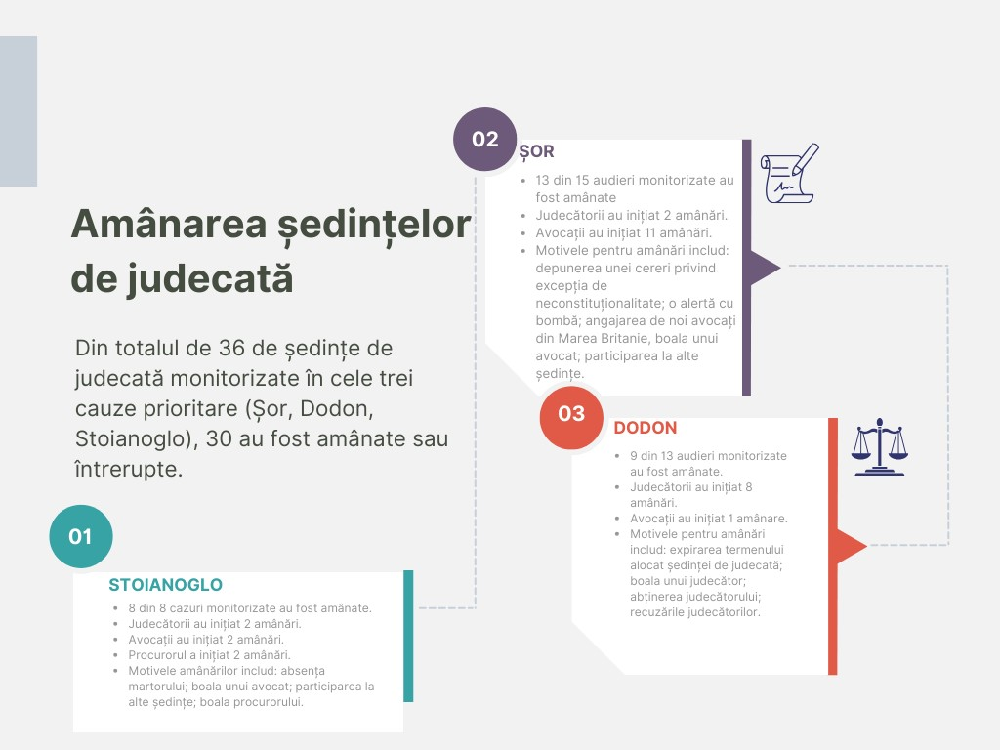 Amânarea ședințelor
de judecată
Din totalul de 36 de ședințe de
judecată monitorizate în cele trei
cauze prioritare (Șor, Dodon,
Stoianoglo), 30 au fost amânate sau
întrerupte.
01
STOIANOGLO
• 8 din 8 cazuri monitorizate au fost amânate.
• Judecătorii au inițiat 2 amânări.
• Avocații au inițiat 2 amânări.
• Procurorul a inițiat 2 amânări.
• Motivele amânărilor includ: absența
martorului; boala unui avocat; participarea la
alte ședințe; boala procurorului.
02
ȘOR
• 13 din 15 audieri monitorizate au
fost amânate
• Judecătorii au inițiat 2 amânări.
• Avocații au inițiat 11 amânări.
• Motivele pentru amânări includ:
depunerea unei cereri privind
excepția de
neconstituționalitate; o alertă cu
bombă; angajarea de noi avocați
din Marea Britanie, boala unui
avocat; participarea la alte
ședințe.
03
DODON
• 9 din 13 audieri monitorizate
au fost amânate.
• Judecătorii au inițiat 8
amânări.
• Avocații au inițiat 1 amânare.
• Motivele pentru amânări
includ: expirarea termenului
alocat ședinței de judecată;
boala unui judecător;
abținerea judecătorului;
recuzările judecătorilor.